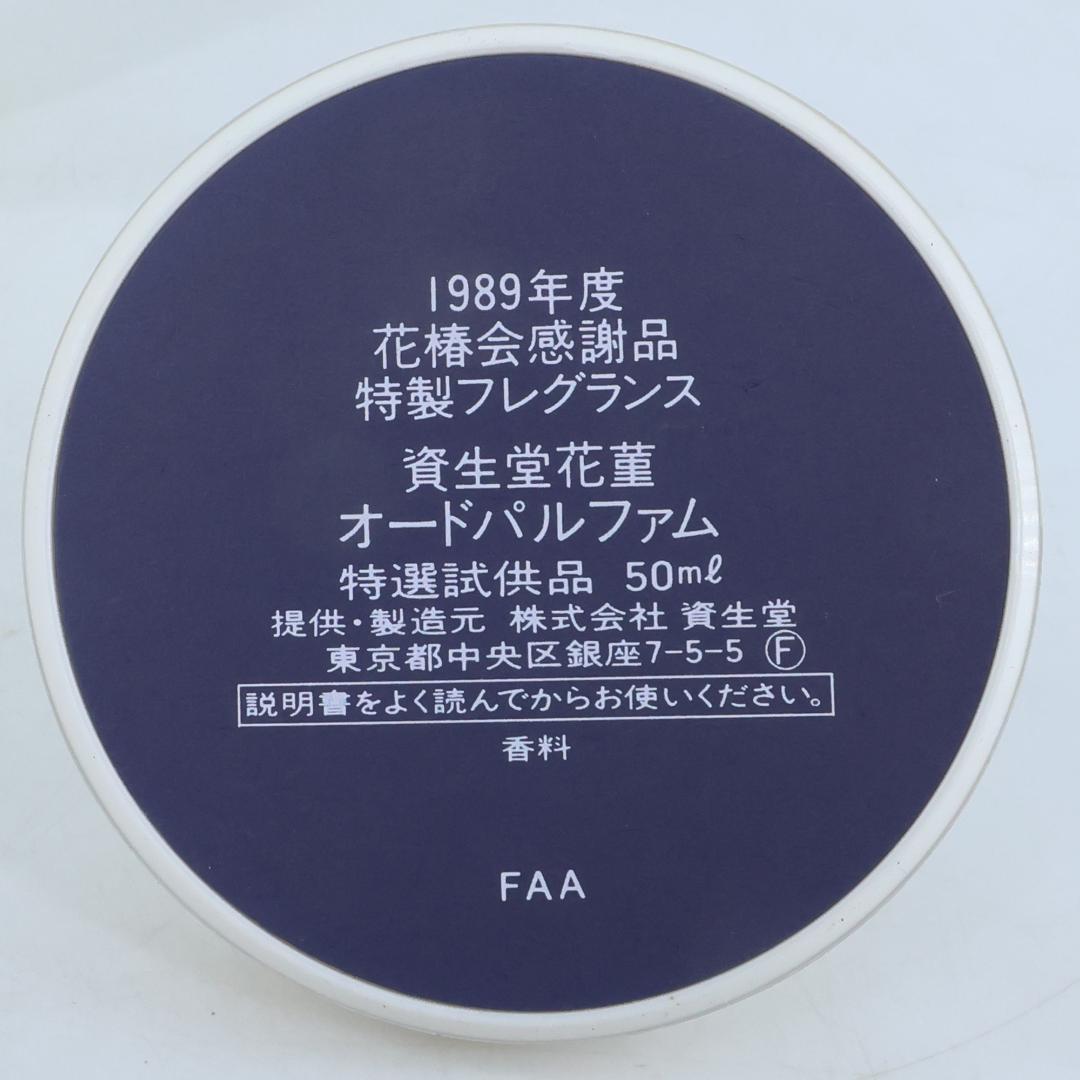 1989年度
花椿会感謝品
特製フレグランス
資生堂花菫
オードパルファム
特選試供品 50ml
提供・製造元 株式会社 資生堂
東京都中央区銀座7-5-5 Ⓕ
説明書をよく読んでからお使いください。
香料
FAA